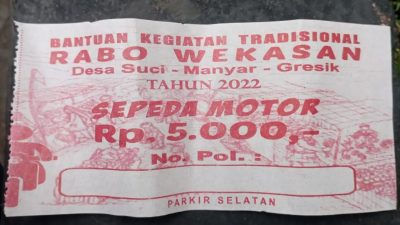 BANTUAN KEGIATAN TRADISIONAL
RABO WEKASAN
Desa Suci - Manyar - Gresik
TAHUN 2022
SEPEDA MOTOR
Rp. 5.000,-
No. Pol. :
PARKIR SELATAN